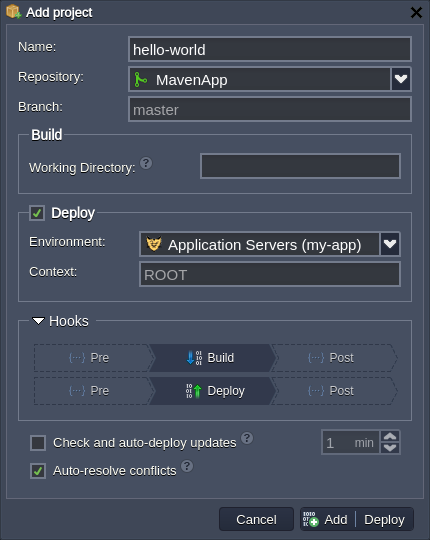 Add project
Name: hello-world
Repository: MavenApp
Branch: master
Build
Working Directory: ?
Deploy
Environment: Application Servers (my-app)
Context: ROOT
Hooks
Pre Build Post
Pre Deploy Post
Check and auto-deploy updates ? 1 min
Auto-resolve conflicts ?
Cancel Add Deploy